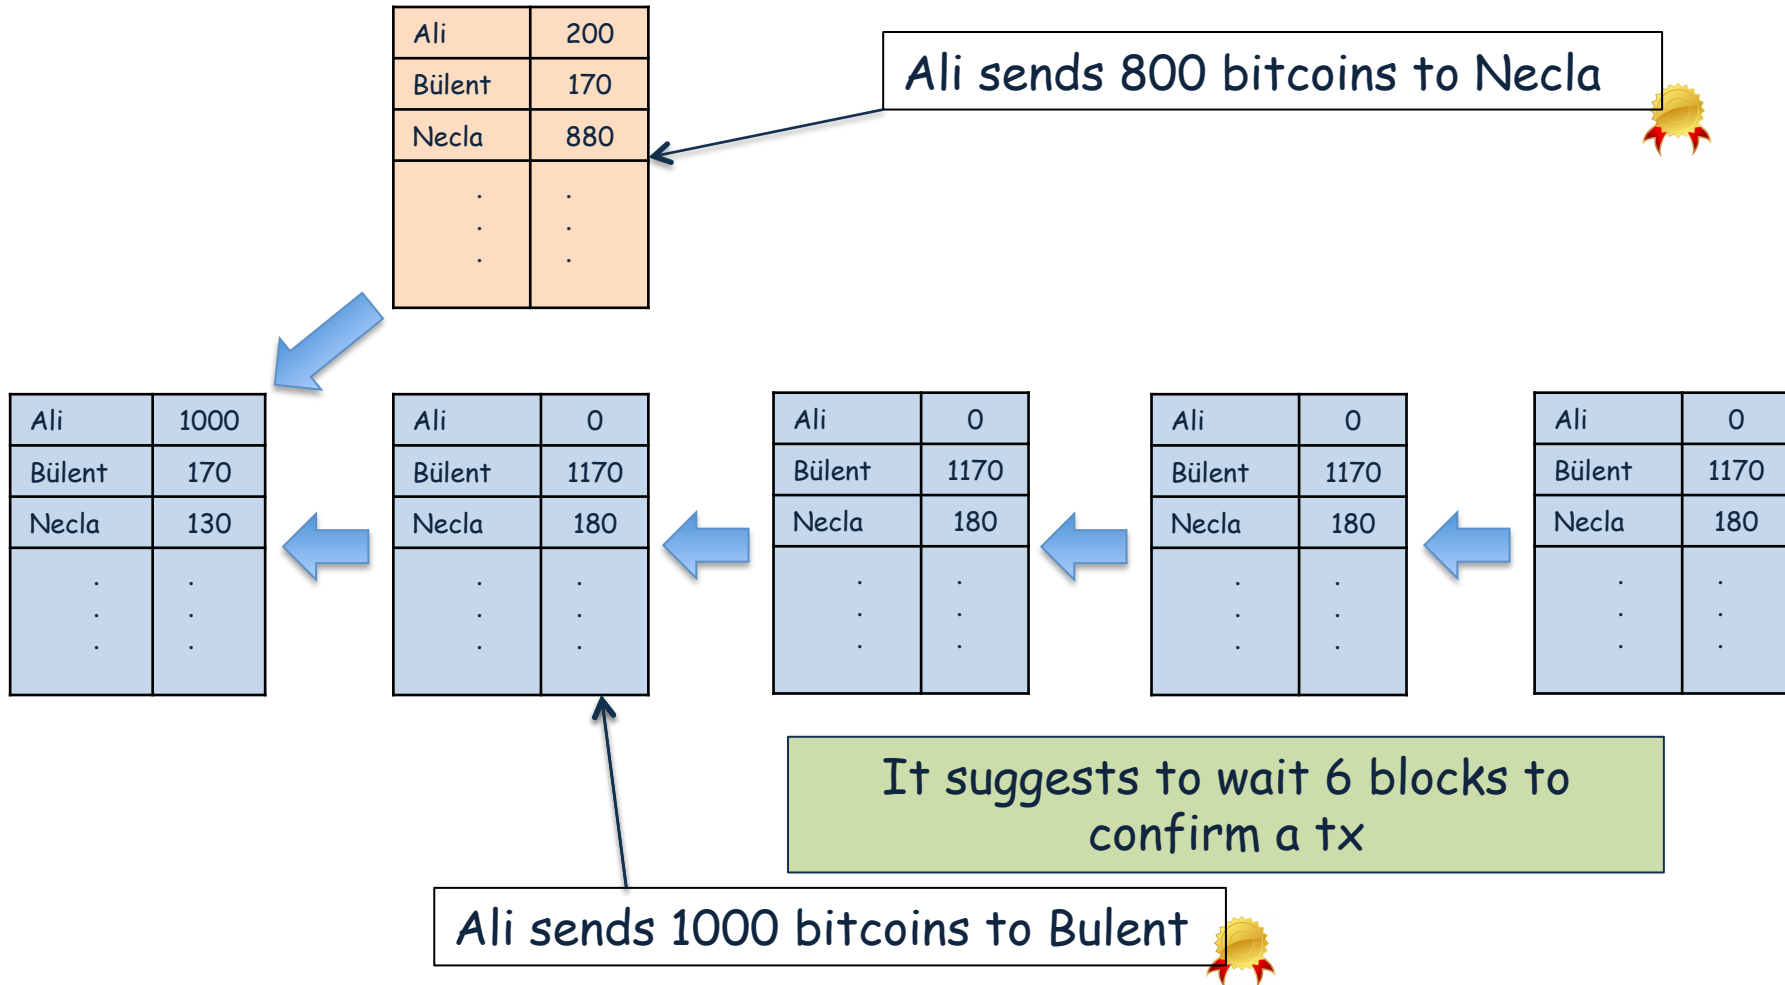 Ali 200
Bülent 170
Necla 880
. .
. .
. .
Ali sends 800 bitcoins to Necla
Ali 1000
Bülent 170
Necla 130
. .
. .
. .
Ali 0
Bülent 1170
Necla 180
. .
. .
. .
Ali 0
Bülent 1170
Necla 180
. .
. .
. .
Ali 0
Bülent 1170
Necla 180
. .
. .
. .
Ali 0
Bülent 1170
Necla 180
. .
. .
. .
It suggests to wait 6 blocks to
confirm a tx
Ali sends 1000 bitcoins to Bulent